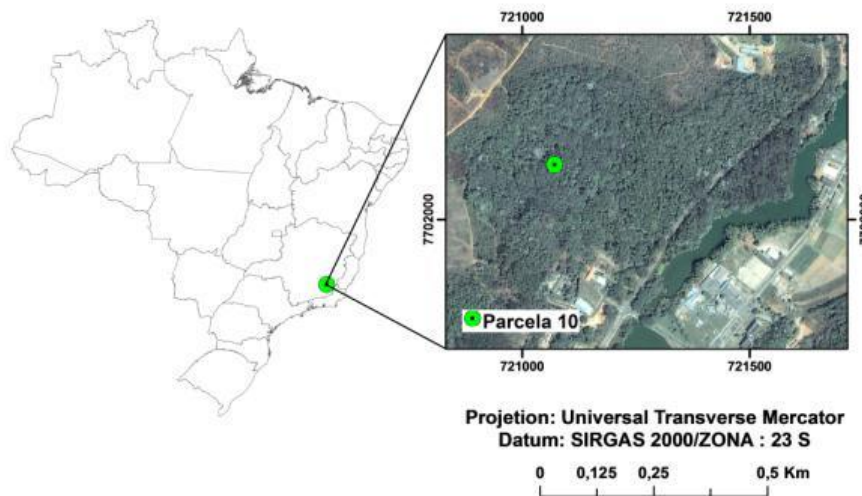 721000 721500
7702000
Parcela 10
721000 721500
Projetion: Universal Transverse Mercator
Datum: SIRGAS 2000/ZONA : 23 S
0 0,125 0,25 0,5 Km